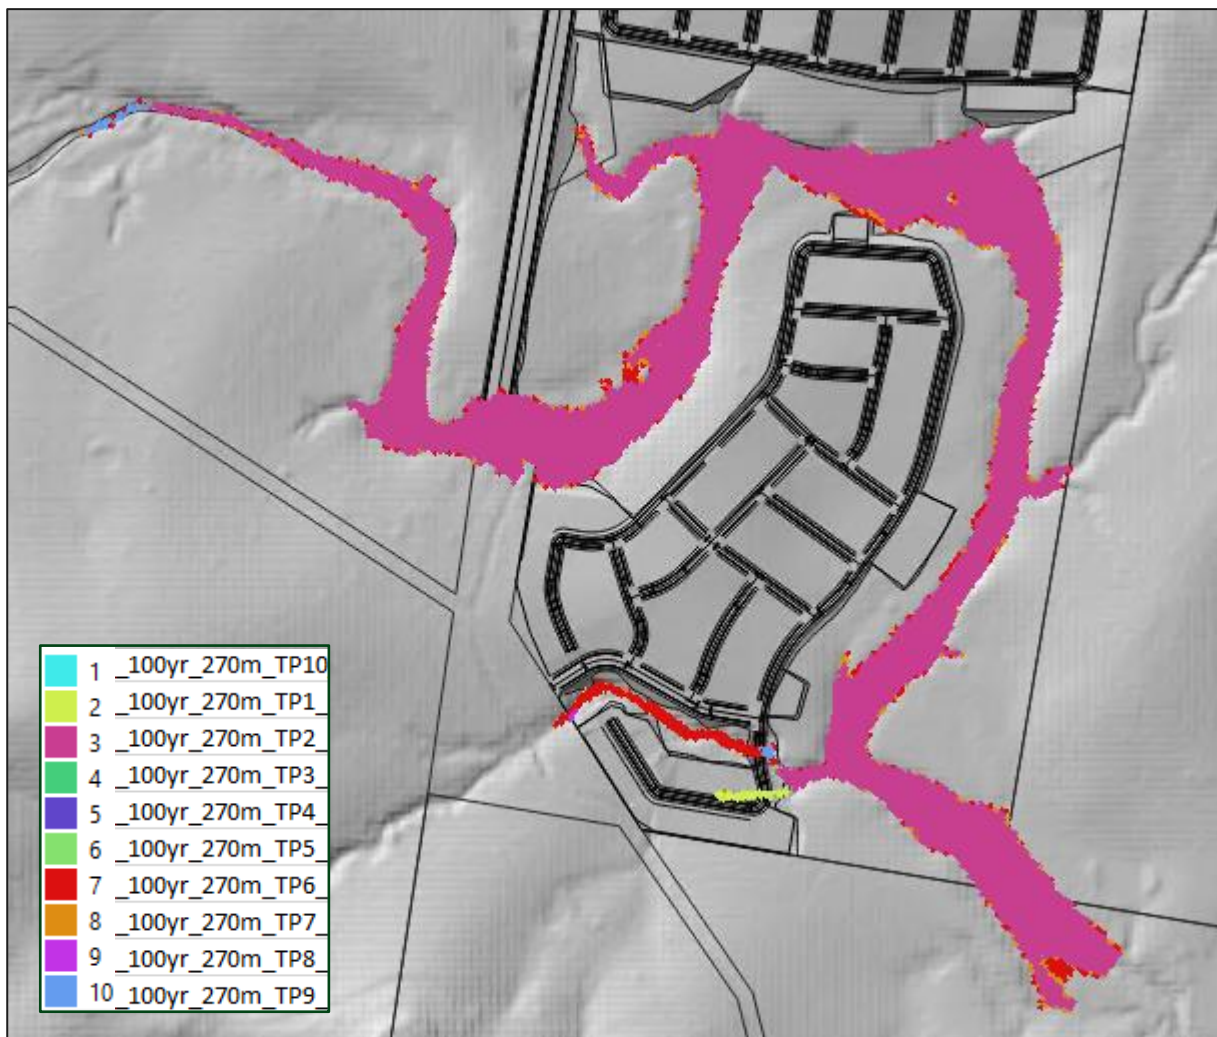 1 _100yr_270m_TP10
2 _100yr_270m_TP1_
3 _100yr_270m_TP2_
4 _100yr_270m_TP3_
5 _100yr_270m_TP4_
6 _100yr_270m_TP5_
7 _100yr_270m_TP6_
8 _100yr_270m_TP7_
9 _100yr_270m_TP8_
10 _100yr_270m_TP9_